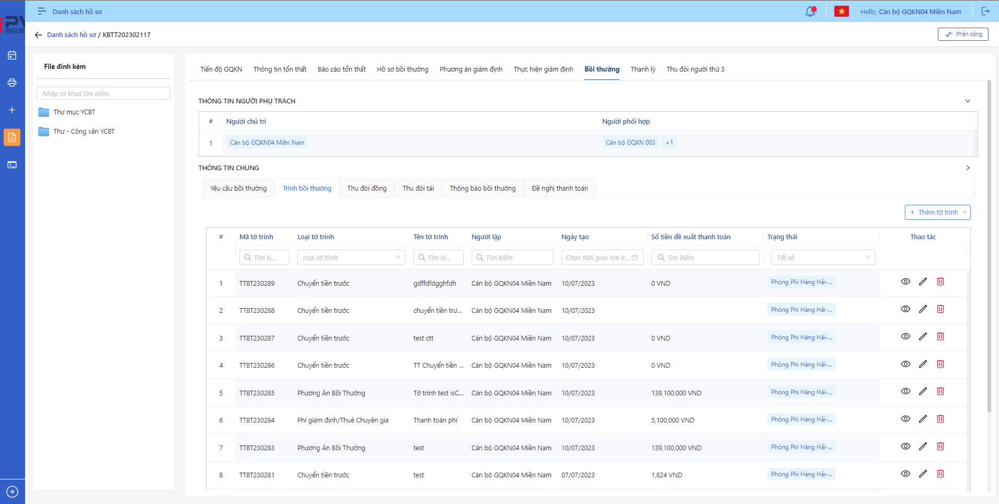 Danh sách hồ sơ
Hello, Cán bộ GQKN04 Miền Nam
PV
INSUR
Danh sách hồ sơ / KBTT202302117
Phân công
File đính kèm
Nhập từ khoá tìm kiếm
Thư mục YCBT
Thư - Công văn YCBT
Tiến độ GQKN Thông tin tổn thất Báo cáo tổn thất Hồ sơ bồi thường Phương án giám định Thực hiện giám định Bồi thường Thanh lý Thu đòi người thứ 3
THÔNG TIN NGƯỜI PHỤ TRÁCH
# Người chủ trì Người phối hợp
1 Cán bộ GQKN04 Miền Nam Cán bộ GQKN 003 +1
THÔNG TIN CHUNG
Yêu cầu bồi thường Trình bồi thường Thu đòi đồng Thu đòi tái Thông báo bồi thường Đề nghị thanh toán
+ Thêm tờ trình
# Mã tờ trình Loại tờ trình Tên tờ trình Người lập Ngày tạo Số tiền đề xuất thanh toán Trạng thái Thao tác
Tìm ki... Loại tờ trình Tìm ki... Tìm kiếm Chọn thời gian tìm k... Tìm kiếm Tất cả
1 TTBT230289 Chuyển tiền trước gdffdfdgghfdh Cán bộ GQKN04 Miền Nam 10/07/2023 0 VND Phòng Phi Hàng Hải-...
2 TTBT230288 Chuyển tiền trước chuyển tiền trư... Cán bộ GQKN04 Miền Nam 10/07/2023 Phòng Phi Hàng Hải-...
3 TTBT230287 Chuyển tiền trước test ctt Cán bộ GQKN04 Miền Nam 10/07/2023 0 VND Phòng Phi Hàng Hải-...
4 TTBT230286 Chuyển tiền trước TT Chuyển tiền ... Cán bộ GQKN04 Miền Nam 10/07/2023 0 VND Phòng Phi Hàng Hải-...
5 TTBT230285 Phương Án Bồi Thường Tờ trình test isC... Cán bộ GQKN04 Miền Nam 10/07/2023 139,100,000 VND Phòng Phi Hàng Hải-...
6 TTBT230284 Phí giám định/Thuê Chuyên gia Thanh toán phí Cán bộ GQKN04 Miền Nam 10/07/2023 5,100,000 VND Phòng Phi Hàng Hải-...
7 TTBT230283 Phương Án Bồi Thường test Cán bộ GQKN04 Miền Nam 10/07/2023 139,100,000 VND Phòng Phi Hàng Hải-...
8 TTBT230281 Chuyển tiền trước test Cán bộ GQKN04 Miền Nam 07/07/2023 1,824 VND Phòng Phi Hàng Hải-...